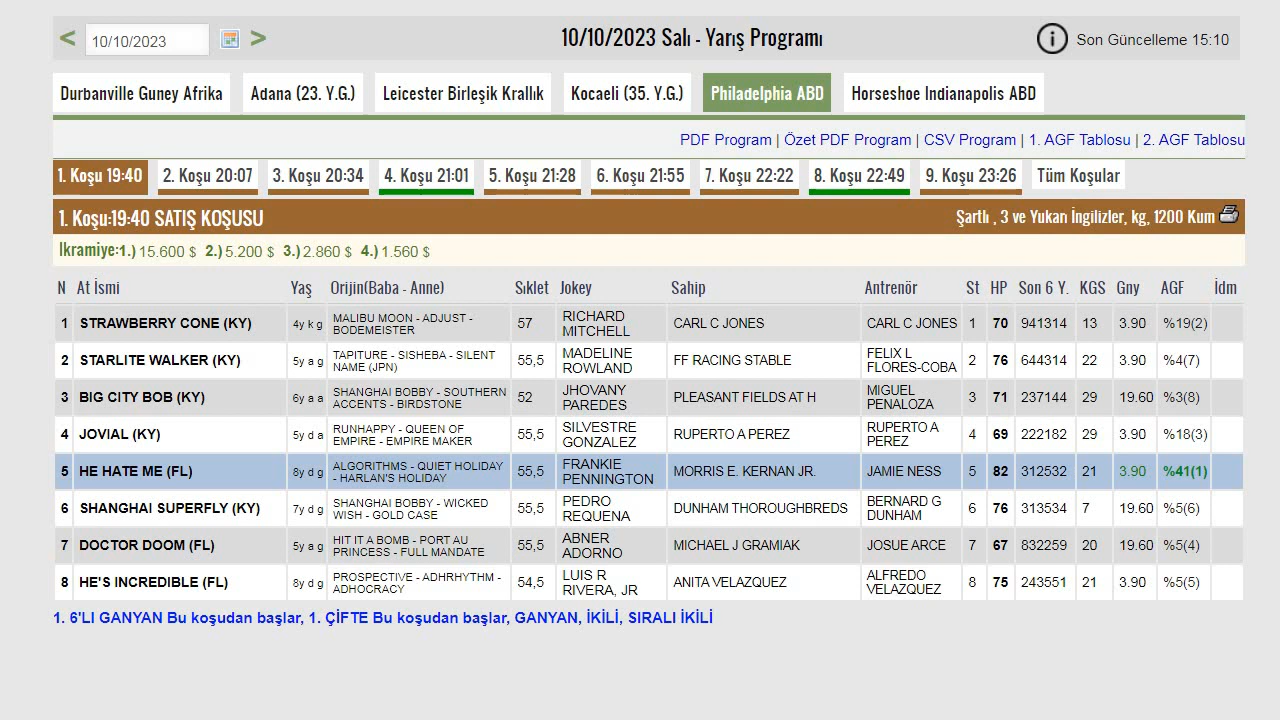 < 10/10/2023 >
10/10/2023 Salı - Yarış Programı
Son Güncelleme 15:10
Durbanville Guney Afrika Adana (23. Y.G.) Leicester Birleşik Krallık Kocaeli (35. Y.G.) Philadelphia ABD Horseshoe Indianapolis ABD
PDF Program | Özet PDF Program | CSV Program | 1. AGF Tablosu | 2. AGF Tablosu
1. Koşu 19:40 2. Koşu 20:07 3. Koşu 20:34 4. Koşu 21:01 5. Koşu 21:28 6. Koşu 21:55 7. Koşu 22:22 8. Koşu 22:49 9. Koşu 23:26 Tüm Koşular
1. Koşu:19:40 SATIŞ KOŞUSU Şartlı , 3 ve Yukarı İngilizler, kg, 1200 Kum
İkramiye:1.) 15.600 $ 2.) 5.200 $ 3.) 2.860 $ 4.) 1.560 $
N At İsmi Yaş Orijin(Baba - Anne) Sıklet Jokey Sahip Antrenör St HP Son 6 Y. KGS Gny AGF İdm
1 STRAWBERRY CONE (KY) 4y k g MALIBU MOON - ADJUST - BODEMEISTER 57 RICHARD MITCHELL CARL C JONES CARL C JONES 1 70 941314 13 3.90 %19(2)
2 STARLITE WALKER (KY) 5y a g TAPITURE - SISHEBA - SILENT NAME (JPN) 55,5 MADELINE ROWLAND FF RACING STABLE FELIX L FLORES-COBA 2 76 644314 22 3.90 %4(7)
3 BIG CITY BOB (KY) 6y a a SHANGHAI BOBBY - SOUTHERN ACCENTS - BIRDSTONE 52 JHOVANY PAREDES PLEASANT FIELDS AT H MIGUEL PENALOZA 3 71 237144 29 19.60 %3(8)
4 JOVIAL (KY) 5y d a RUNHAPPY - QUEEN OF EMPIRE - EMPIRE MAKER 55,5 SILVESTRE GONZALEZ RUPERTO A PEREZ RUPERTO A PEREZ 4 69 222182 29 3.90 %18(3)
5 HE HATE ME (FL) 8y d g ALGORITHMS - QUIET HOLIDAY - HARLAN'S HOLIDAY 55,5 FRANKIE PENNINGTON MORRIS E. KERNAN JR. JAMIE NESS 5 82 312532 21 3.90 %41(1)
6 SHANGHAI SUPERFLY (KY) 7y d g SHANGHAI BOBBY - WICKED WISH - GOLD CASE 55,5 PEDRO REQUENA DUNHAM THOROUGHBREDS BERNARD G DUNHAM 6 76 313534 7 19.60 %5(6)
7 DOCTOR DOOM (FL) 5y a g HIT IT A BOMB - PORT AU PRINCESS - FULL MANDATE 55,5 ABNER ADORNO MICHAEL J GRAMIAK JOSUE ARCE 7 67 832259 20 19.60 %5(4)
8 HE'S INCREDIBLE (FL) 8y d g PROSPECTIVE - ADHRHYTHM - ADHOCRACY 54,5 LUIS R RIVERA, JR ANITA VELAZQUEZ ALFREDO VELAZQUEZ 8 75 243551 21 3.90 %5(5)
1. 6'LI GANYAN Bu koşudan başlar, 1. ÇİFTE Bu koşudan başlar, GANYAN, İKİLİ, SIRALI İKİLİ